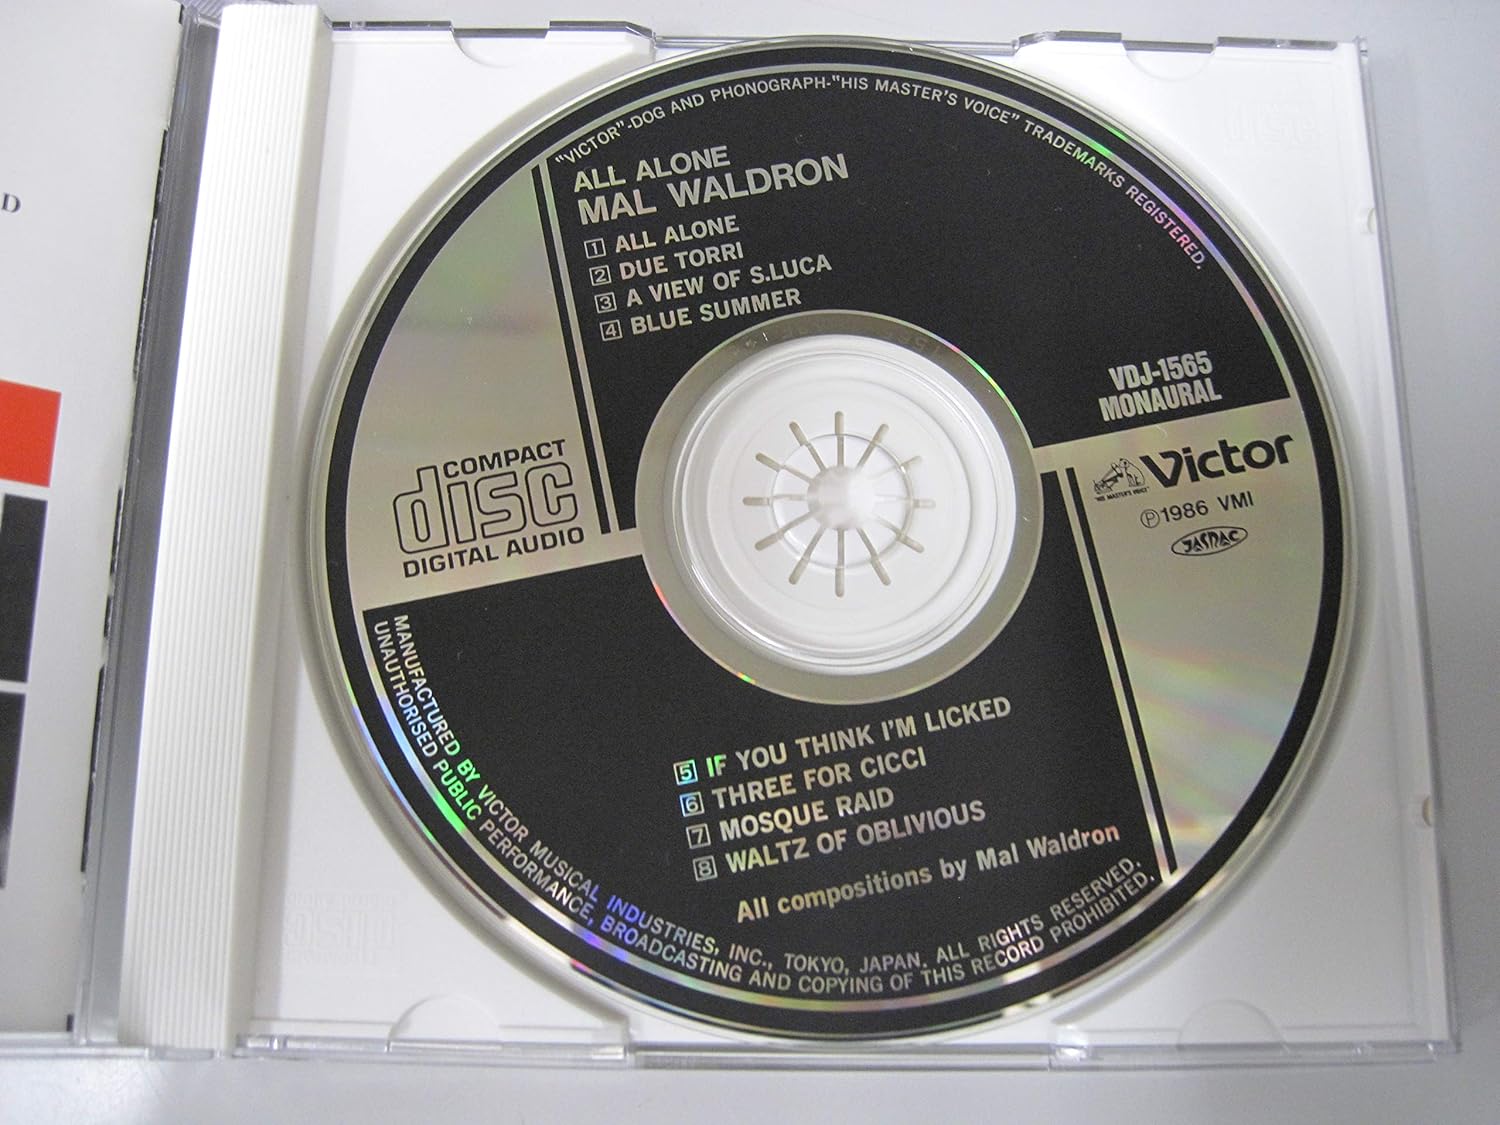 D
"VICTOR"-DOG AND PHONOGRAPH-"HIS MASTER'S VOICE" TRADEMARKS REGISTERED.
ALL ALONE
MAL WALDRON
1 ALL ALONE
2 DUE TORRI
3 A VIEW OF S.LUCA
4 BLUE SUMMER
VDJ-1565
MONAURAL
COMPACT
disc
DIGITAL AUDIO
Victor
"HIS MASTER'S VOICE"
Ⓟ1986 VMI
JASRAC
5 IF YOU THINK I'M LICKED
6 THREE FOR CICCI
7 MOSQUE RAID
8 WALTZ OF OBLIVIOUS
All compositions by Mal Waldron
MANUFACTURED BY VICTOR MUSICAL INDUSTRIES, INC., TOKYO, JAPAN. ALL RIGHTS RESERVED.
UNAUTHORISED PUBLIC PERFORMANCE, BROADCASTING AND COPYING OF THIS RECORD PROHIBITED.